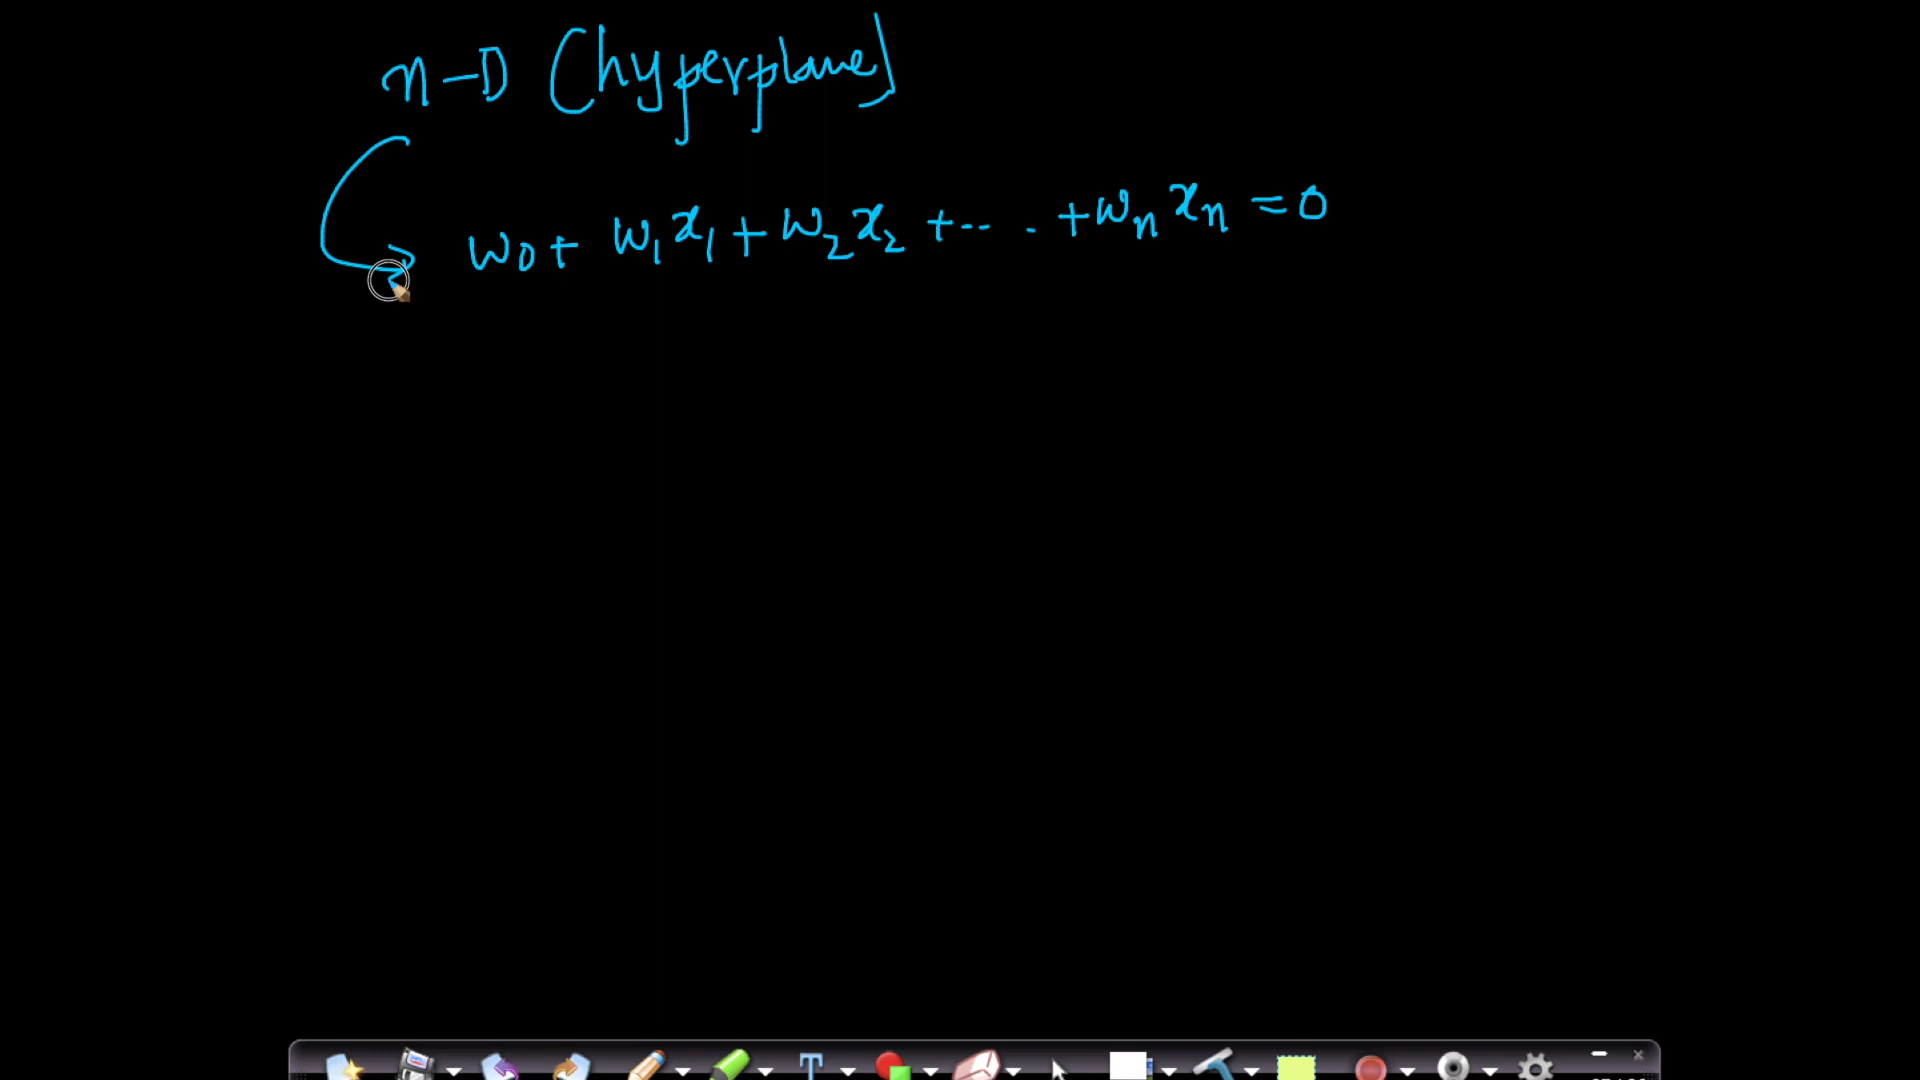 n-D (hyperplane)
w0 + w₁x₁ + w₂x₂ + -- . + wₙxₙ = 0